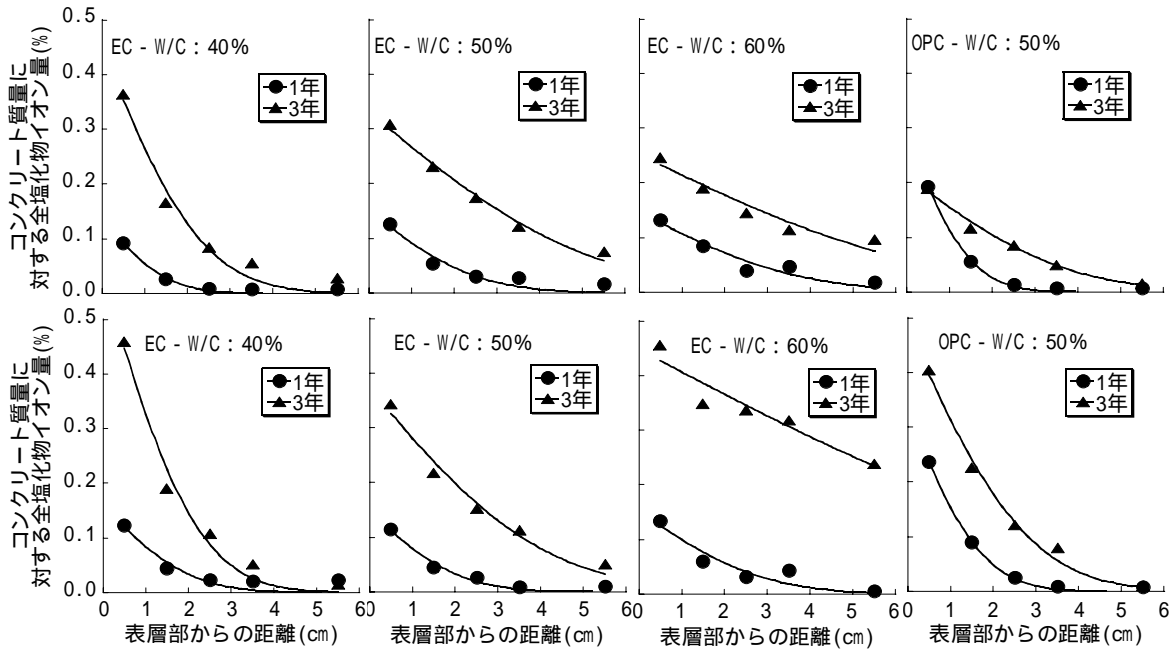 コンクリート質量に
対する全塩化物イオン量(%)
0.5
0.4
0.3
0.2
0.1
0.0
EC - W/C : 40%
1年
3年
EC - W/C : 50%
1年
3年
EC - W/C : 60%
1年
3年
OPC - W/C : 50%
1年
3年
コンクリート質量に
対する全塩化物イオン量(%)
0.5
0.4
0.3
0.2
0.1
0.0
EC - W/C : 40%
1年
3年
EC - W/C : 50%
1年
3年
EC - W/C : 60%
1年
3年
OPC - W/C : 50%
1年
3年
0 1 2 3 4 5 60 1 2 3 4 5 60 1 2 3 4 5 60 1 2 3 4 5 6
表層部からの距離(cm) 表層部からの距離(cm) 表層部からの距離(cm) 表層部からの距離(cm)